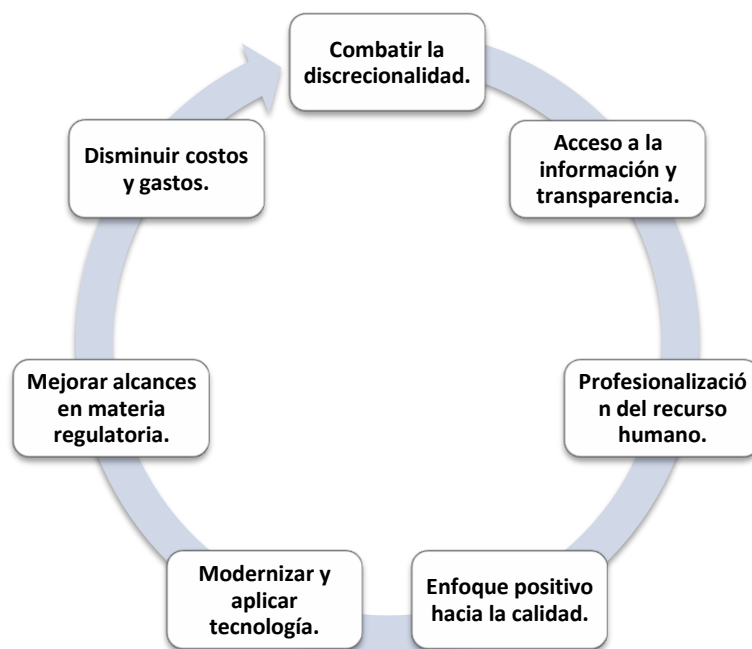 Combatir la
discrecionalidad.
Acceso a la
información y
transparencia.
Profesionalizació
n del recurso
humano.
Enfoque positivo
hacia la calidad.
Modernizar y
aplicar
tecnología.
Mejorar alcances
en materia
regulatoria.
Disminuir costos
y gastos.